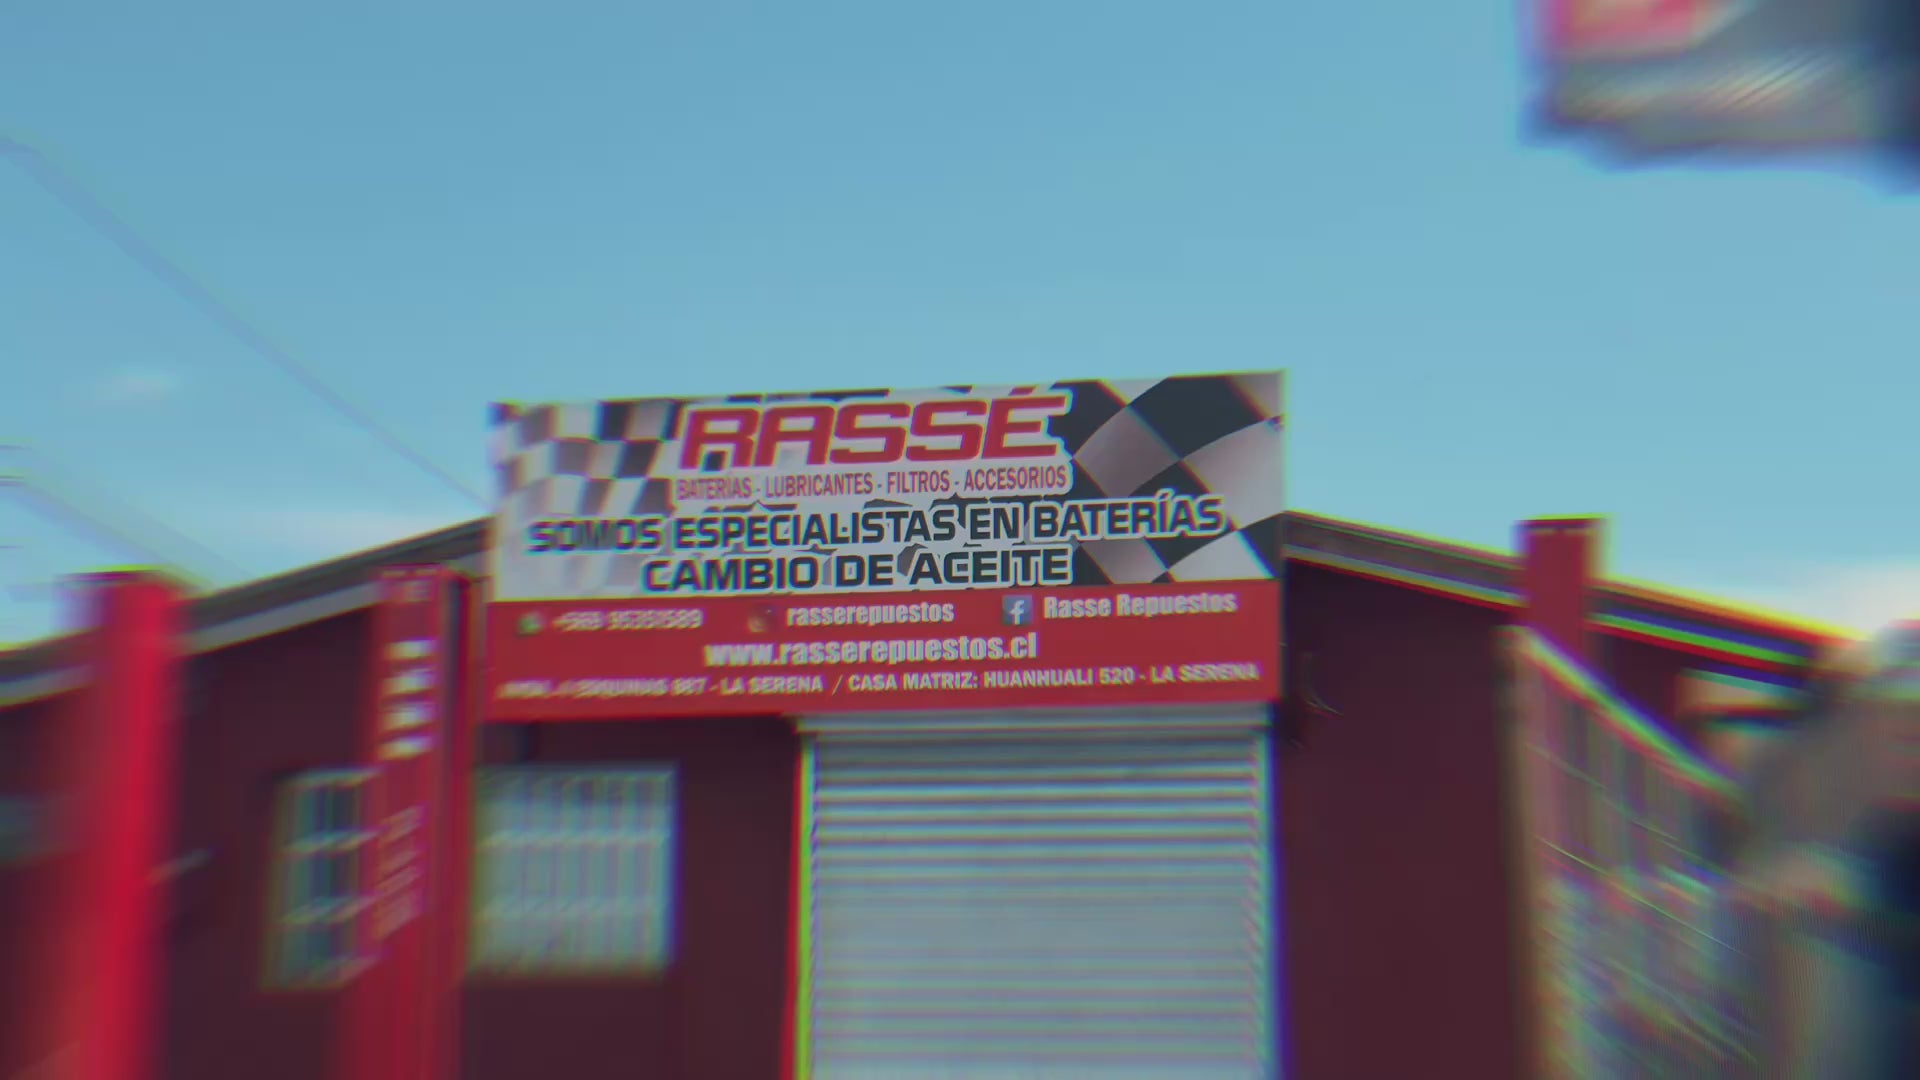 RASSÉ
BATERÍAS - LUBRICANTES - FILTROS - ACCESORIOS
SOMOS ESPECIALISTAS EN BATERÍAS
CAMBIO DE ACEITE
+569 rasserepuestos Rasse Repuestos
www.rasserepuestos.cl
- LA SERENA / CASA MATRIZ: HUANHUALI 520 - LA SERENA